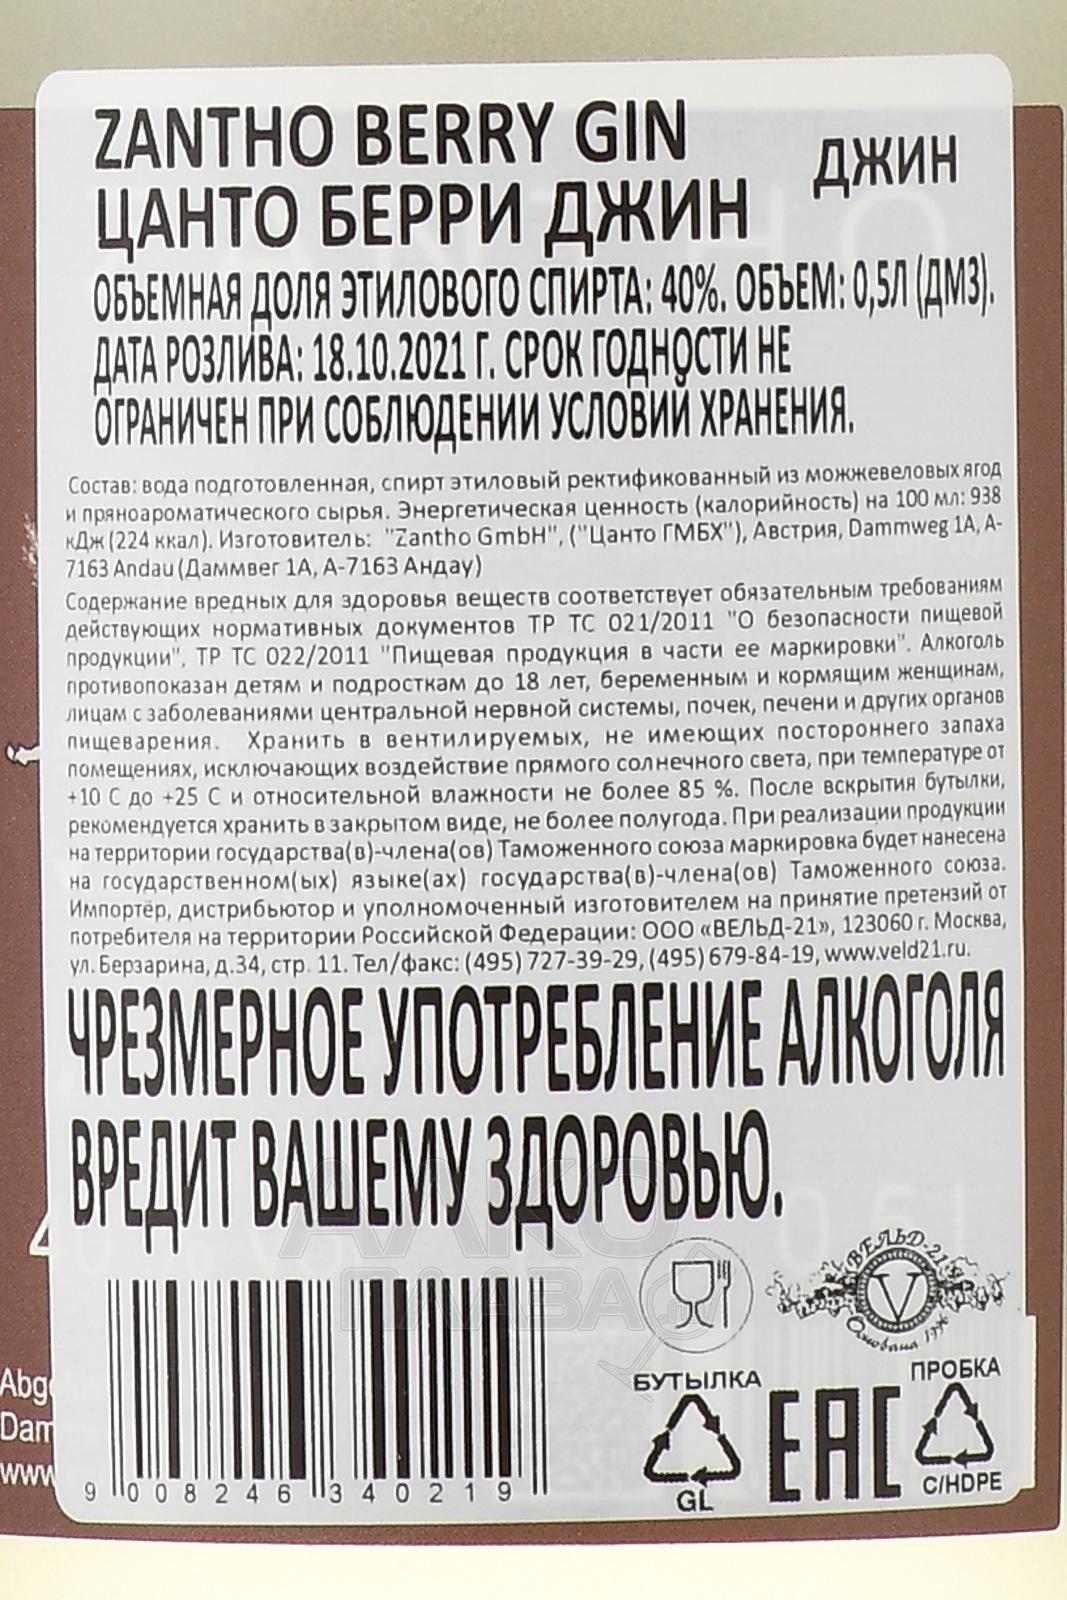 ZANTHO BERRY GIN
ДЖИН
ЦАНТО БЕРРИ ДЖИН
ОБЪЕМНАЯ ДОЛЯ ЭТИЛОВОГО СПИРТА: 40%. ОБЪЕМ: 0,5Л (ДМ3).
ДАТА РОЗЛИВА: 18.10.2021 Г. СРОК ГОДНОСТИ НЕ
ОГРАНИЧЕН ПРИ СОБЛЮДЕНИИ УСЛОВИЙ ХРАНЕНИЯ.
Состав: вода подготовленная, спирт этиловый ректификованный из можжевеловых ягод
и пряноароматического сырья. Энергетическая ценность (калорийность) на 100 мл: 938
кДж (224 ккал). Изготовитель: "Zantho GmbH", ("Цанто ГМБХ"), Австрия, Dammweg 1A, A-
7163 Andau (Даммвег 1А, А-7163 Андау)
Содержание вредных для здоровья веществ соответствует обязательным требованиям
действующих нормативных документов ТР ТС 021/2011 "О безопасности пищевой
продукции", ТР ТС 022/2011 "Пищевая продукция в части ее маркировки". Алкоголь
противопоказан детям и подросткам до 18 лет, беременным и кормящим женщинам,
лицам с заболеваниями центральной нервной системы, почек, печени и других органов
пищеварения. Хранить в вентилируемых, не имеющих постороннего запаха
помещениях, исключающих воздействие прямого солнечного света, при температуре от
+10 С до +25 С и относительной влажности не более 85 %. После вскрытия бутылки,
рекомендуется хранить в закрытом виде, не более полугода. При реализации продукции
на территории государства(в)-члена(ов) Таможенного союза маркировка будет нанесена
на государственном(ых) языке(ах) государства(в)-члена(ов) Таможенного союза.
Импортёр, дистрибьютор и уполномоченный изготовителем на принятие претензий от
потребителя на территории Российской Федерации: ООО «ВЕЛЬД-21», 123060 г. Москва,
ул. Берзарина, д.34, стр. 11. Тел/факс: (495) 727-39-29, (495) 679-84-19, www.veld21.ru.
ЧРЕЗМЕРНОЕ УПОТРЕБЛЕНИЕ АЛКОГОЛЯ
ВРЕДИТ ВАШЕМУ ЗДОРОВЬЮ.
АЛКО
ПЛАЗА
.ru
ВЕЛЬД-21
V
Основана 1996
БУТЫЛКА
GL
EAC
ПРОБКА
C/HDPE
Abg
Dam
www
9 008246 340219